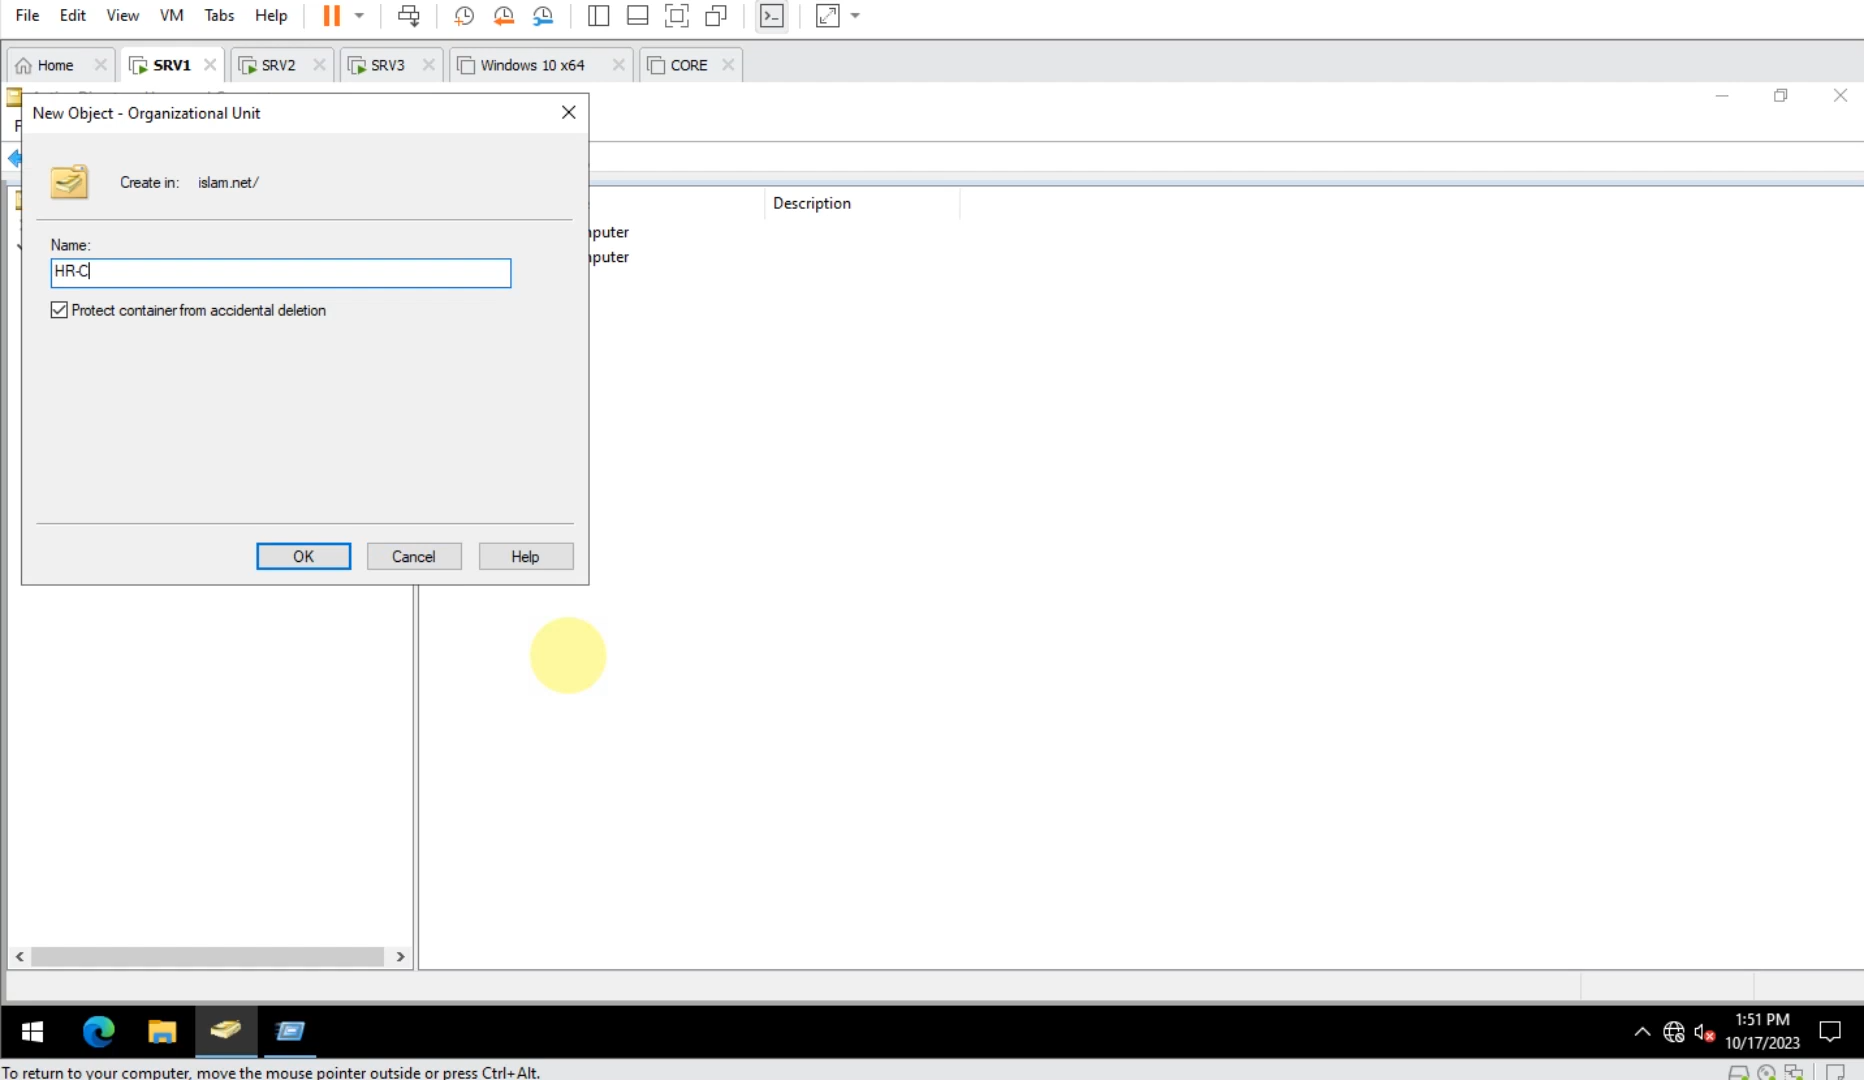 File Edit View VM Tabs Help
Home SRV1 SRV2 SRV3 Windows 10 x64 CORE
New Object - Organizational Unit
F
Create in: islam.net/
Description
Name:
HR-C
puter
puter
Protect container from accidental deletion
OK Cancel Help
1:51 PM
10/17/2023
To return to your computer, move the mouse pointer outside or press Ctrl+Alt.